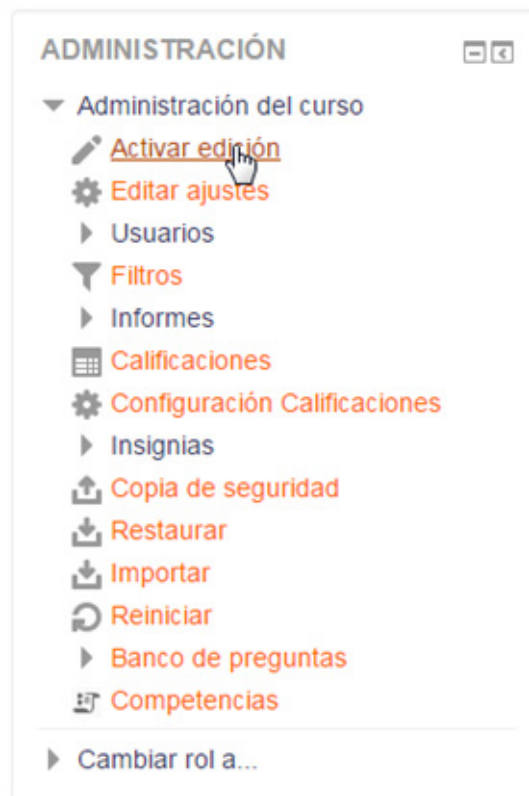 ADMINISTRACIÓN
Administración del curso
Activar edición
Editar ajustes
Usuarios
Filtros
Informes
Calificaciones
Configuración Calificaciones
Insignias
Copia de seguridad
Restaurar
Importar
Reiniciar
Banco de preguntas
Competencias
Cambiar rol a...